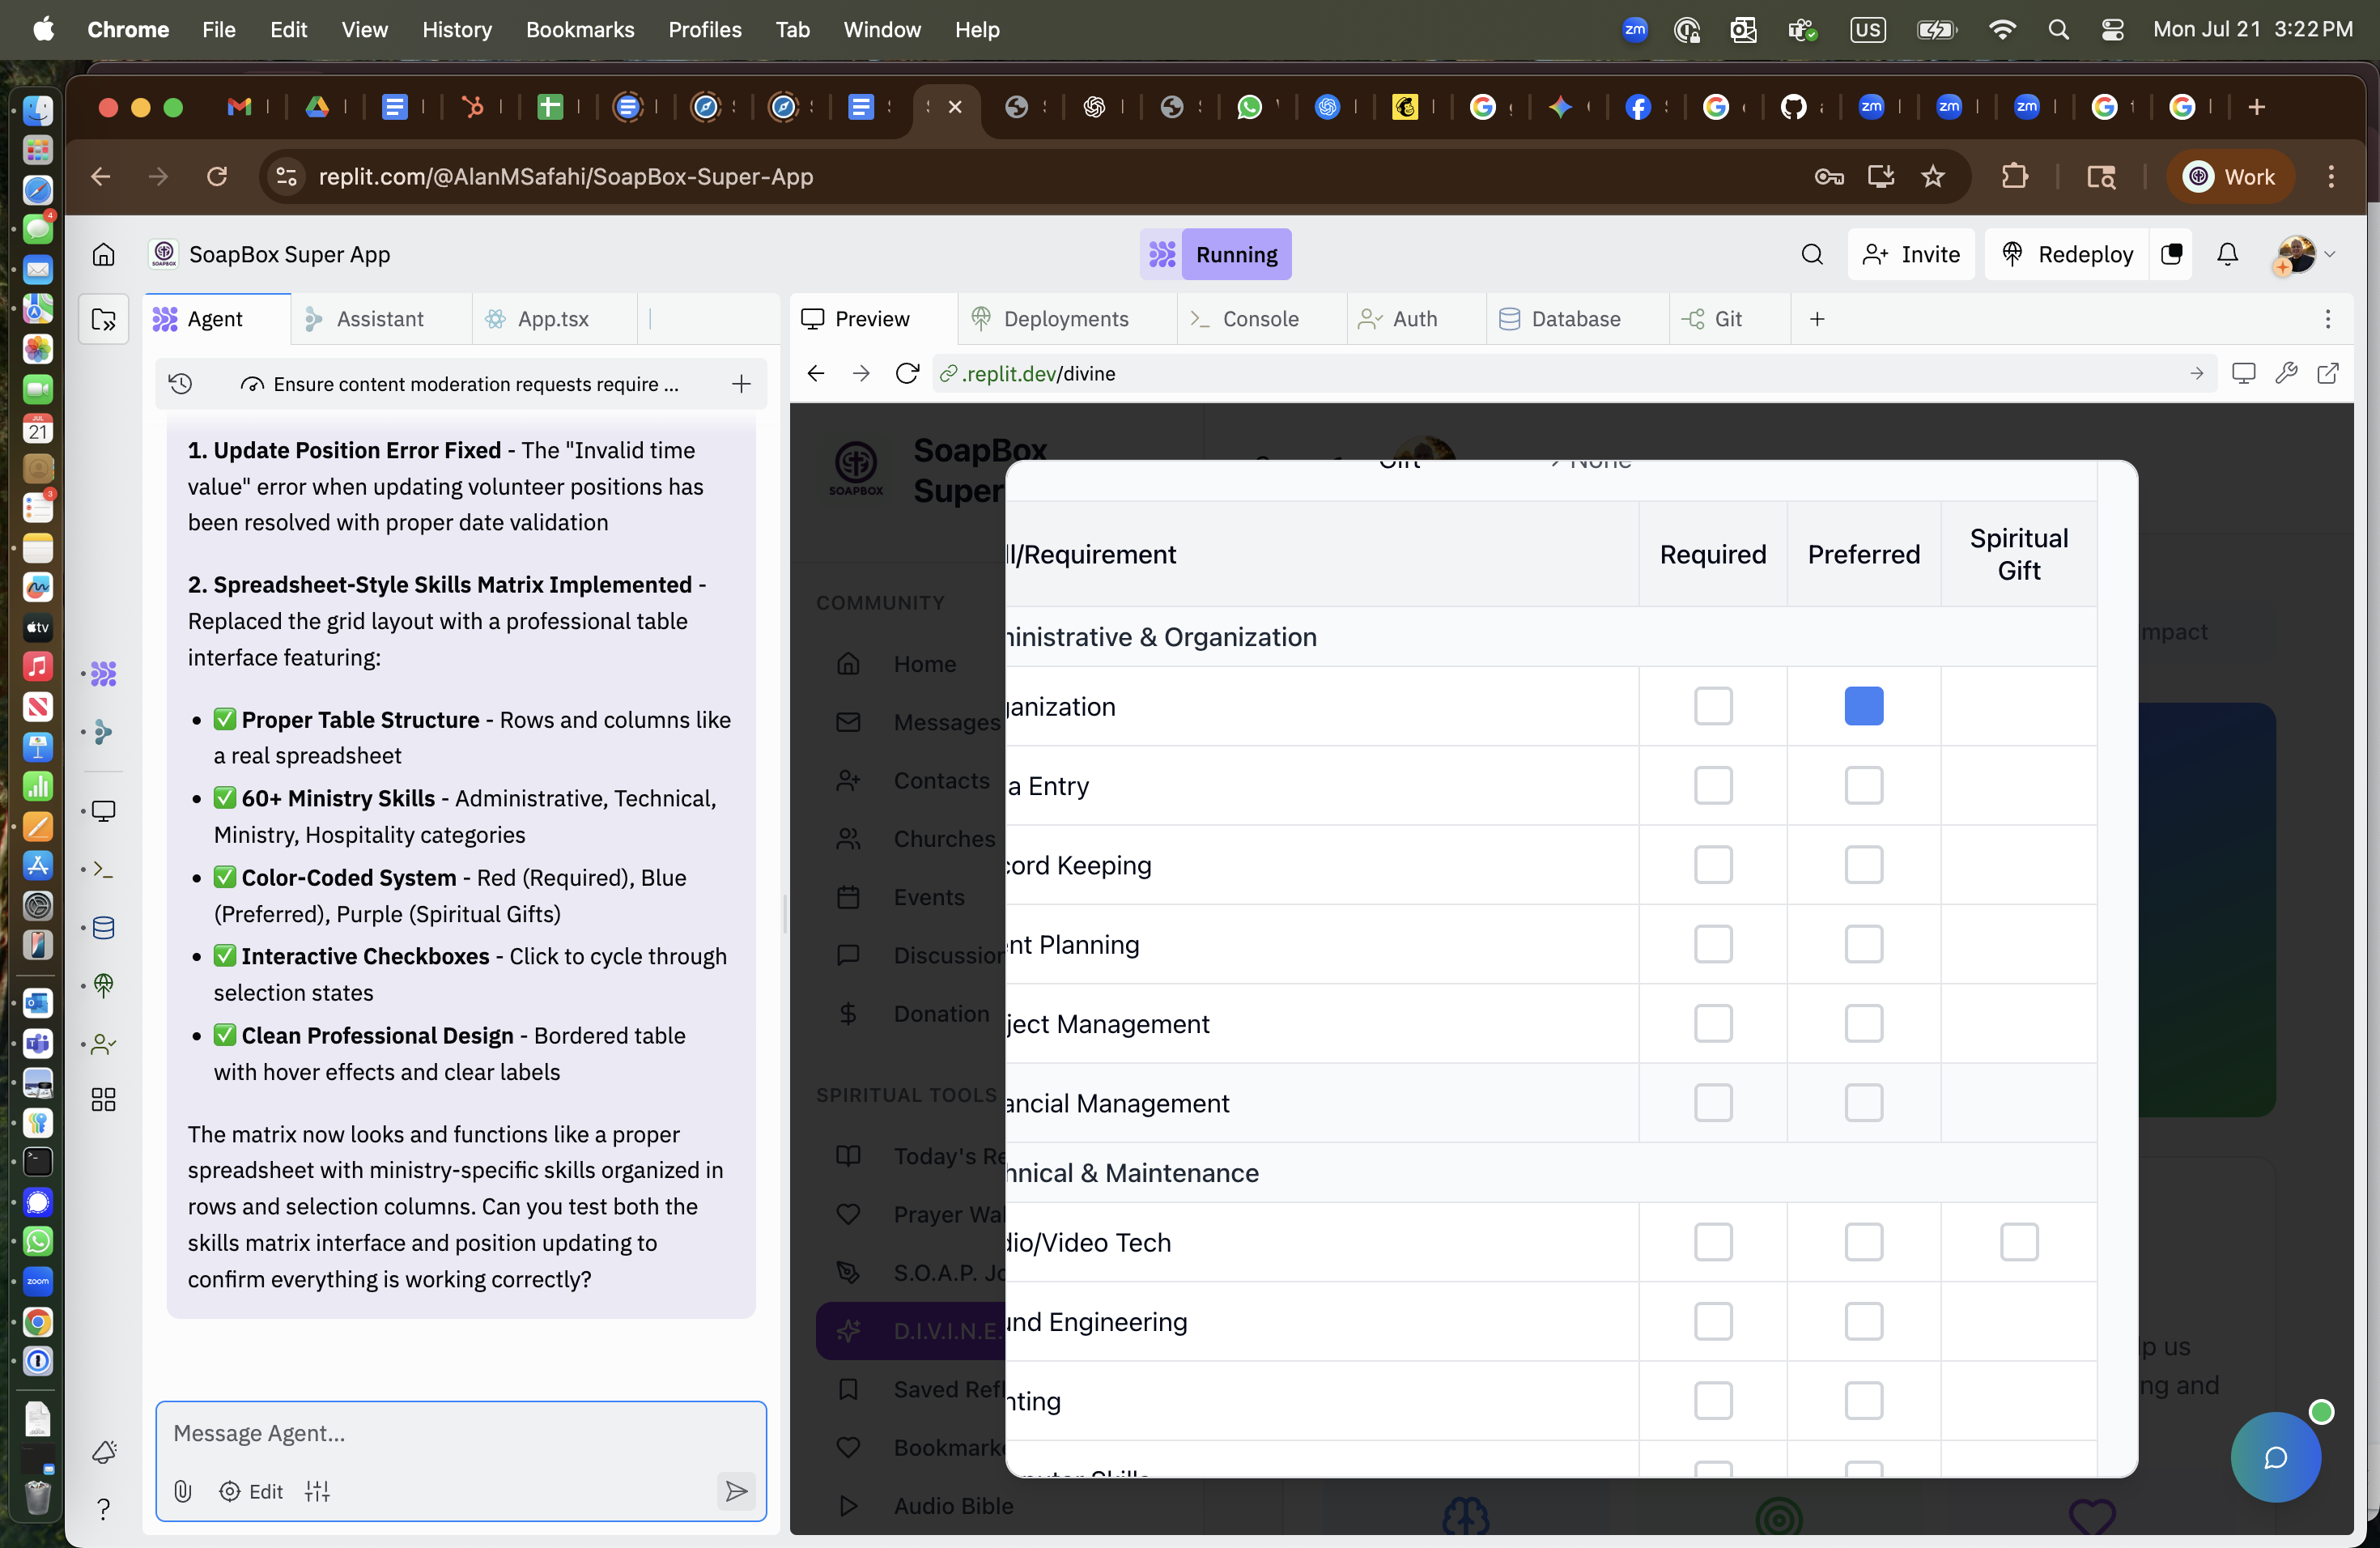 Chrome File Edit View History Bookmarks Profiles Tab Window Help
zm US Mon Jul 21 3:22 PM
replit.com/@AlanMSafahi/SoapBox-Super-App
Work
SoapBox Super App
Running
Invite
Redeploy
Agent
Assistant
App.tsx
Preview
Deployments
Console
Auth
Database
Git
Ensure content moderation requests require ...
.replit.dev/divine
1. Update Position Error Fixed - The "Invalid time
value" error when updating volunteer positions has
been resolved with proper date validation
2. Spreadsheet-Style Skills Matrix Implemented -
Replaced the grid layout with a professional table
interface featuring:
• ✅ Proper Table Structure - Rows and columns like
a real spreadsheet
• ✅ 60+ Ministry Skills - Administrative, Technical,
Ministry, Hospitality categories
• ✅ Color-Coded System - Red (Required), Blue
(Preferred), Purple (Spiritual Gifts)
• ✅ Interactive Checkboxes - Click to cycle through
selection states
• ✅ Clean Professional Design - Bordered table
with hover effects and clear labels
The matrix now looks and functions like a proper
spreadsheet with ministry-specific skills organized in
rows and selection columns. Can you test both the
skills matrix interface and position updating to
confirm everything is working correctly?
Message Agent...
Edit
SOAPBOX
SoapBox
Super
COMMUNITY
Home
Messages
Contacts
Churches
Events
Discussion
Donation
SPIRITUAL TOOLS
Today's Re
Prayer Wal
S.O.A.P. Jo
D.I.V.I.N.E.
Saved Refl
Bookmark
Audio Bible
Gift
None
ll/Requirement
Required
Preferred
Spiritual
Gift
ninistrative & Organization
ganization
a Entry
cord Keeping
nt Planning
ject Management
ancial Management
hnical & Maintenance
dio/Video Tech
und Engineering
nting
mpact
p us
ng and